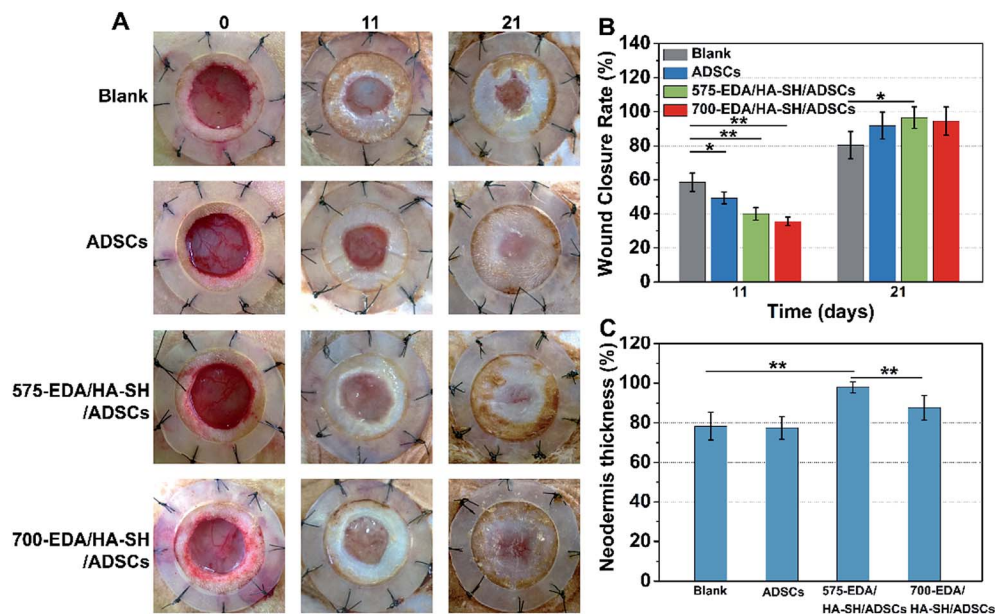 A
0
11
21
Blank
ADSCs
575-EDA/HA-SH
/ADSCs
700-EDA/HA-SH
/ADSCs
B
Wound Closure Rate (%)
140
120
100
80
60
40
20
0
Blank
ADSCs
575-EDA/HA-SH/ADSCs
700-EDA/HA-SH/ADSCs
**
**
*
*
11
21
Time (days)
C
Neodermis thickness (%)
120
100
80
60
40
20
0
**
**
Blank
ADSCs
575-EDA/
HA-SH/ADSCs
700-EDA/
HA-SH/ADSCs